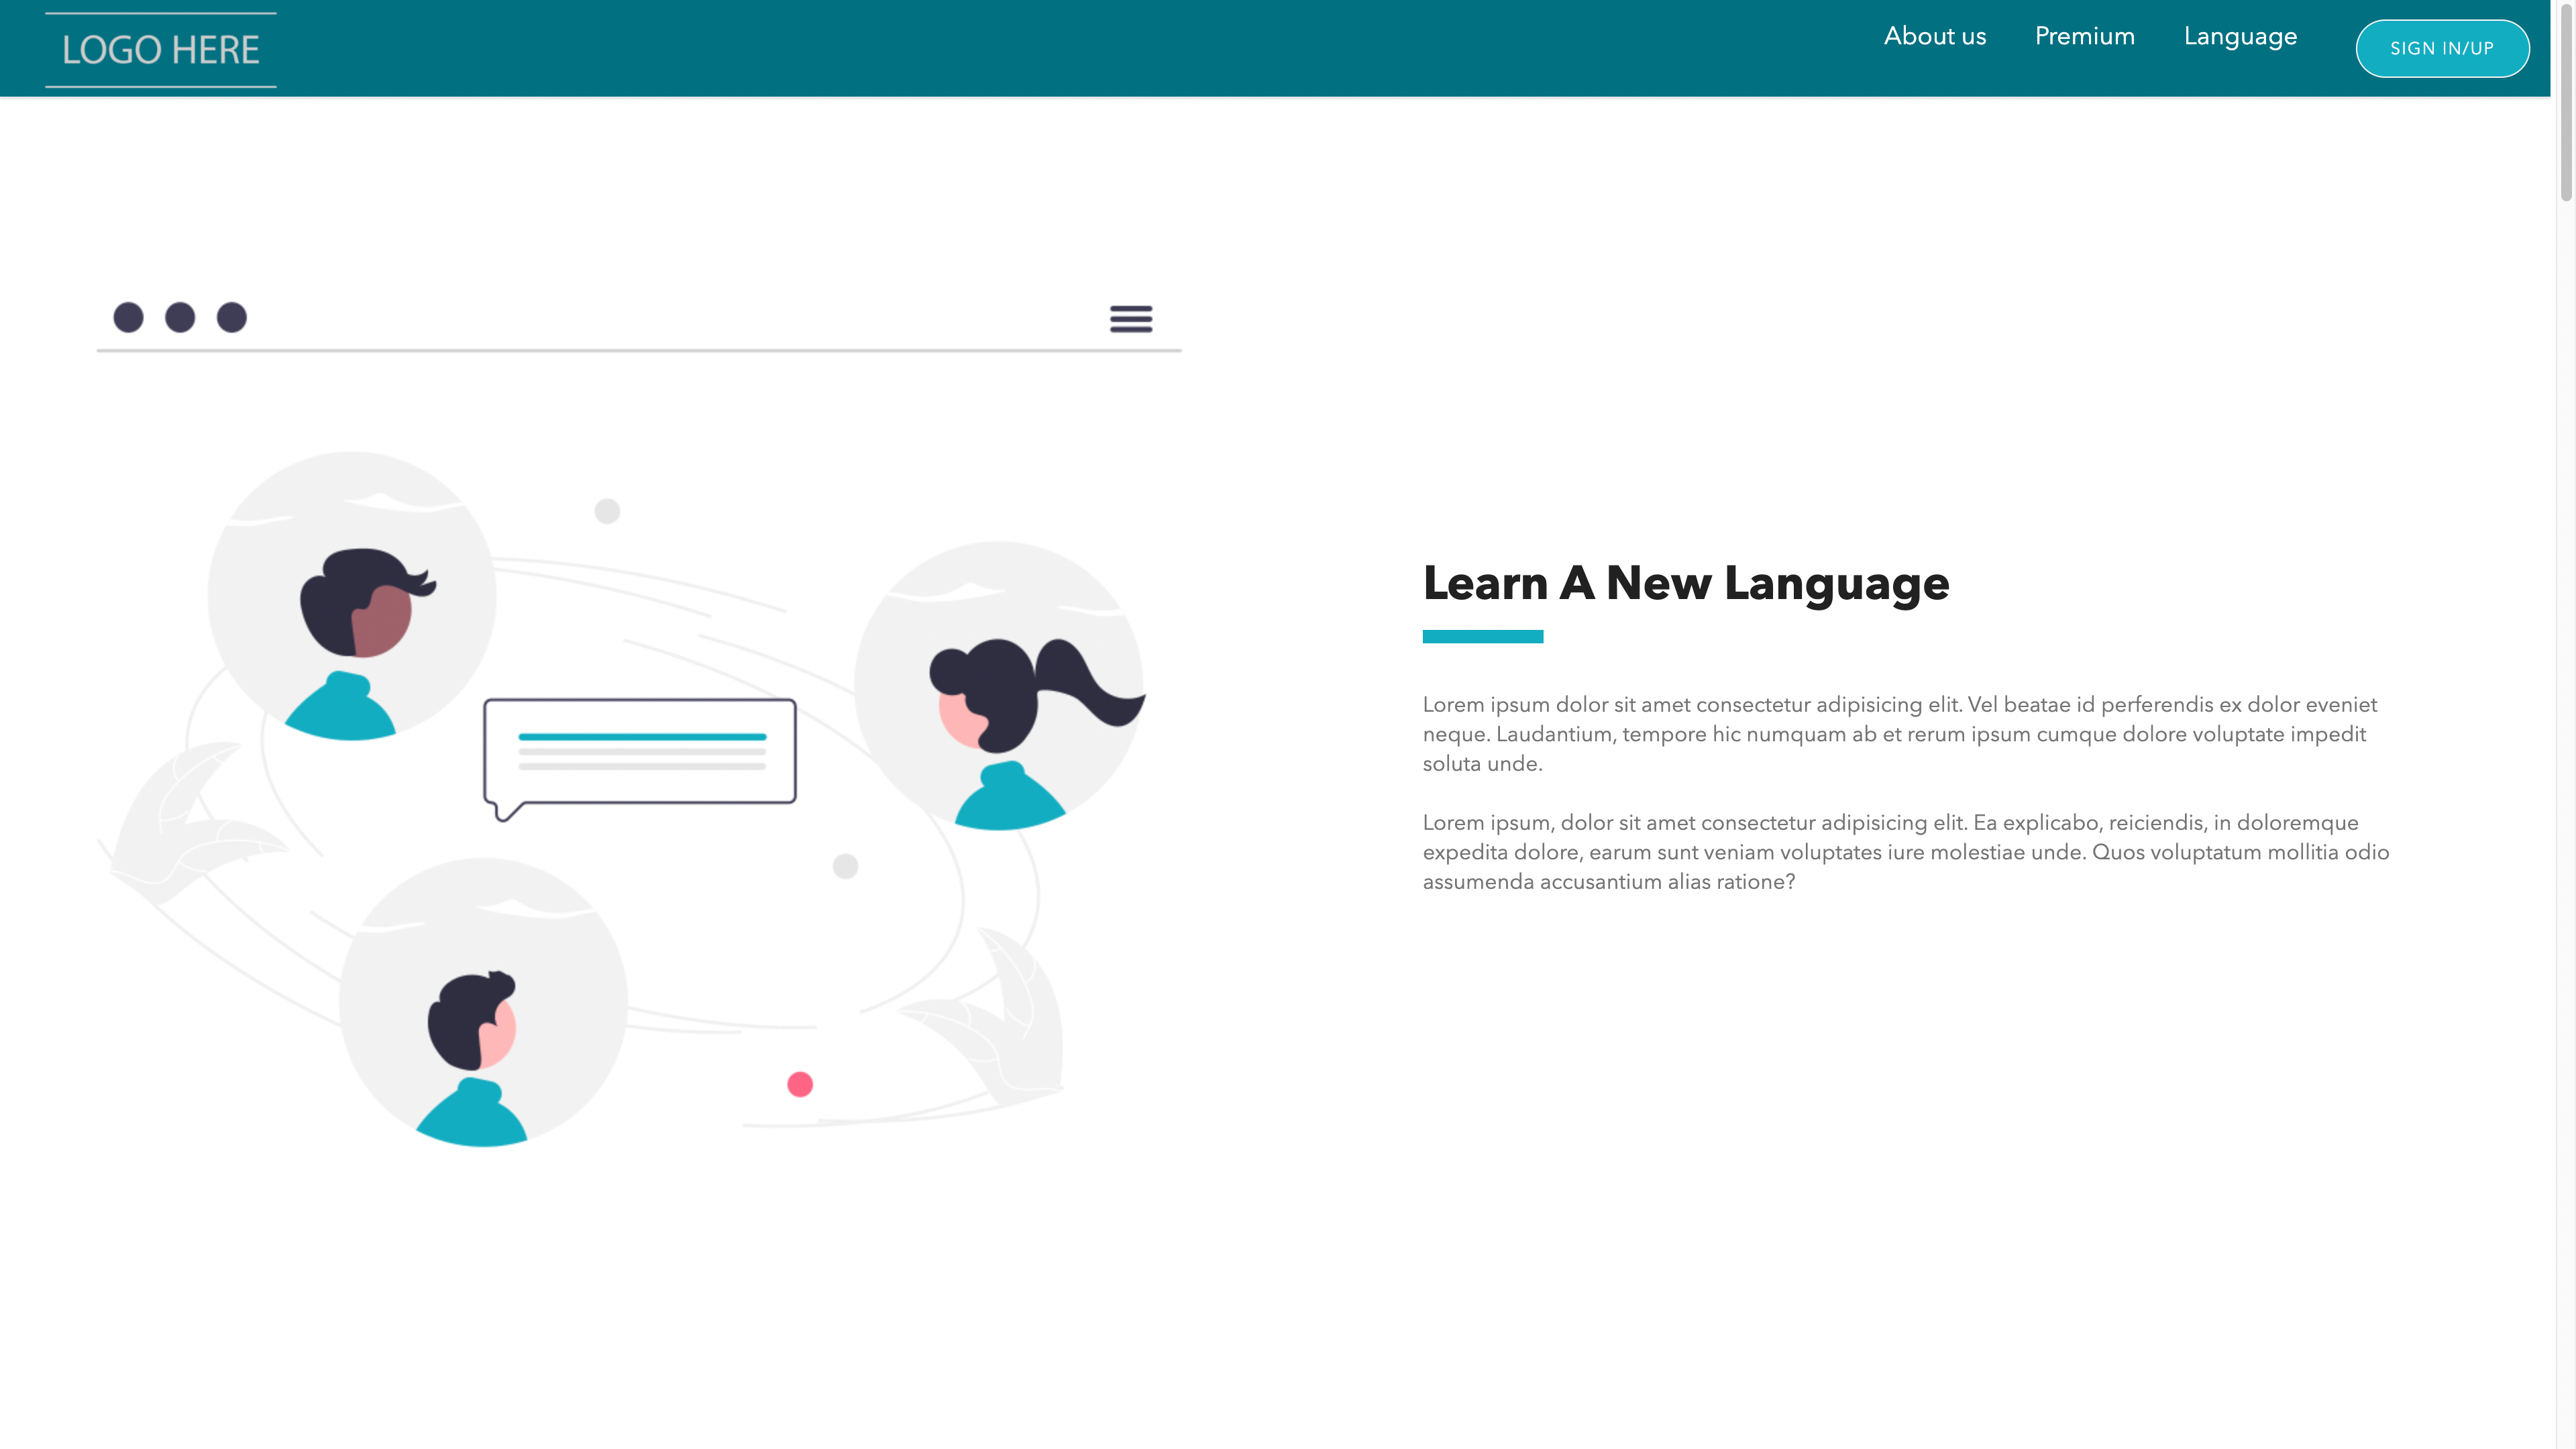 LOGO HERE
About us
Premium
Language
SIGN IN/UP
Learn A New Language
Lorem ipsum dolor sit amet consectetur adipisicing elit. Vel beatae id perferendis ex dolor eveniet
neque. Laudantium, tempore hic numquam ab et rerum ipsum cumque dolore voluptate impedit
soluta unde.
Lorem ipsum, dolor sit amet consectetur adipisicing elit. Ea explicabo, reiciendis, in doloremque
expedita dolore, earum sunt veniam voluptates iure molestiae unde. Quos voluptatum mollitia odio
assumenda accusantium alias ratione?